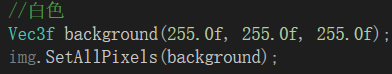 //白色
Vec3f background(255.0f, 255.0f, 255.0f);
img.SetAllPixels(background);